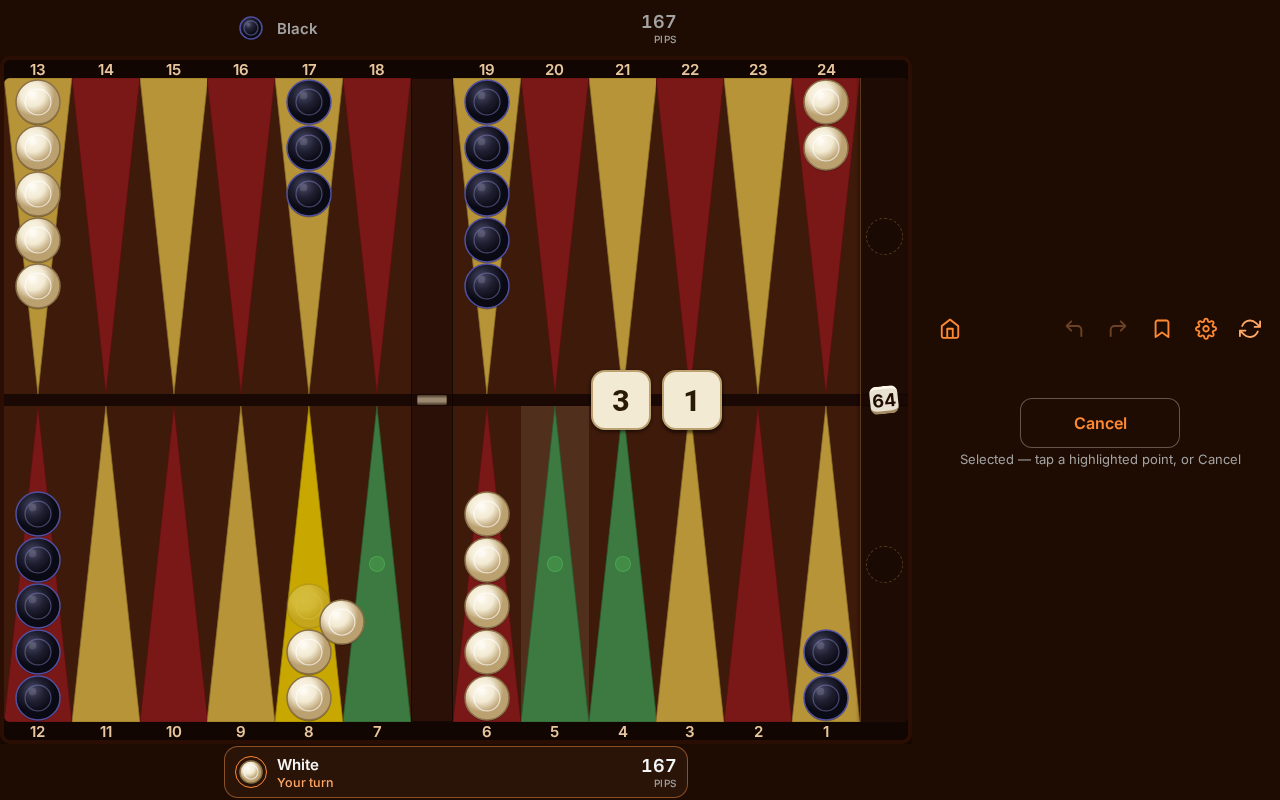 Black
167
PIPS
13 14 15 16 17 18 19 20 21 22 23 24
3 1
64
Cancel
Selected — tap a highlighted point, or Cancel
12 11 10 9 8 7 6 5 4 3 2 1
White
Your turn
167
PIPS